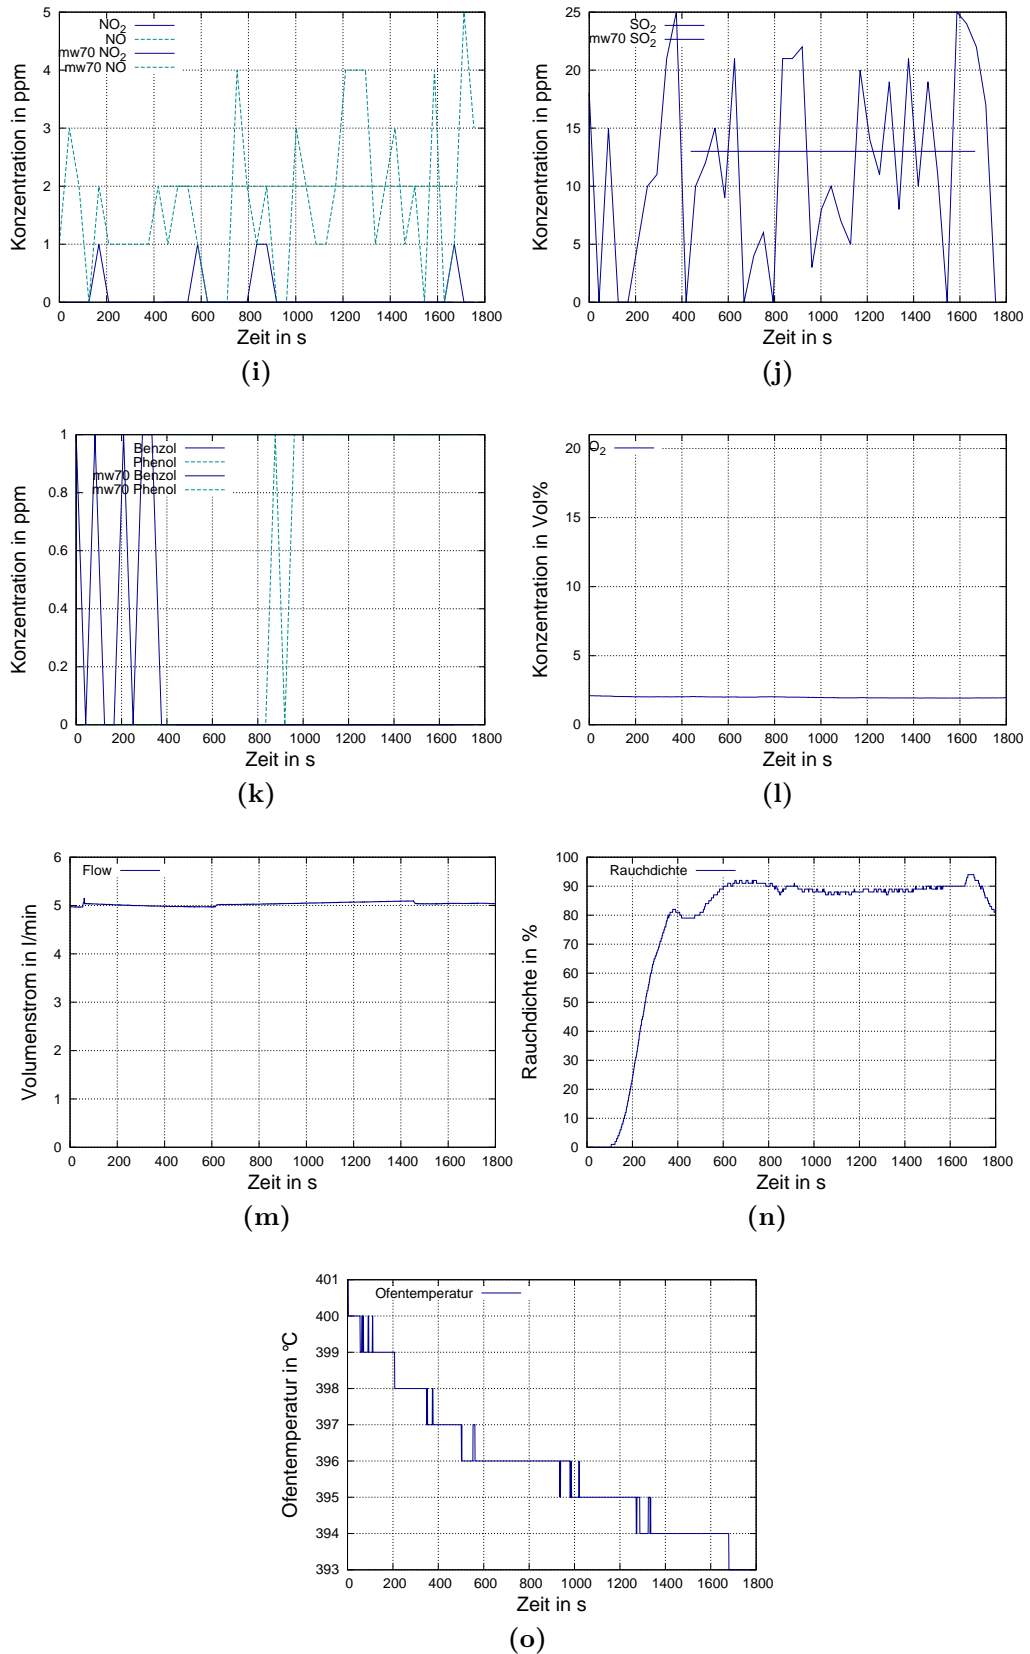 5
4
3
2
1
0
Konzentration in ppm
NO2
NO
mw70 NO2
mw70 NO
0 200 400 600 800 1000 1200 1400 1600 1800
Zeit in s
(i)
25
20
15
10
5
0
Konzentration in ppm
SO2
mw70 SO2
0 200 400 600 800 1000 1200 1400 1600 1800
Zeit in s
(j)
1
0.8
0.6
0.4
0.2
0
Konzentration in ppm
Benzol
Phenol
mw70 Benzol
mw70 Phenol
0 200 400 600 800 1000 1200 1400 1600 1800
Zeit in s
(k)
20
15
10
5
0
Konzentration in Vol%
O2
0 200 400 600 800 1000 1200 1400 1600 1800
Zeit in s
(l)
6
5
4
3
2
1
0
Volumenstrom in l/min
Flow
0 200 400 600 800 1000 1200 1400 1600 1800
Zeit in s
(m)
100
90
80
70
60
50
40
30
20
10
0
Rauchdichte in %
Rauchdichte
0 200 400 600 800 1000 1200 1400 1600 1800
Zeit in s
(n)
401
400
399
398
397
396
395
394
393
Ofentemperatur in °C
Ofentemperatur
0 200 400 600 800 1000 1200 1400 1600 1800
Zeit in s
(o)